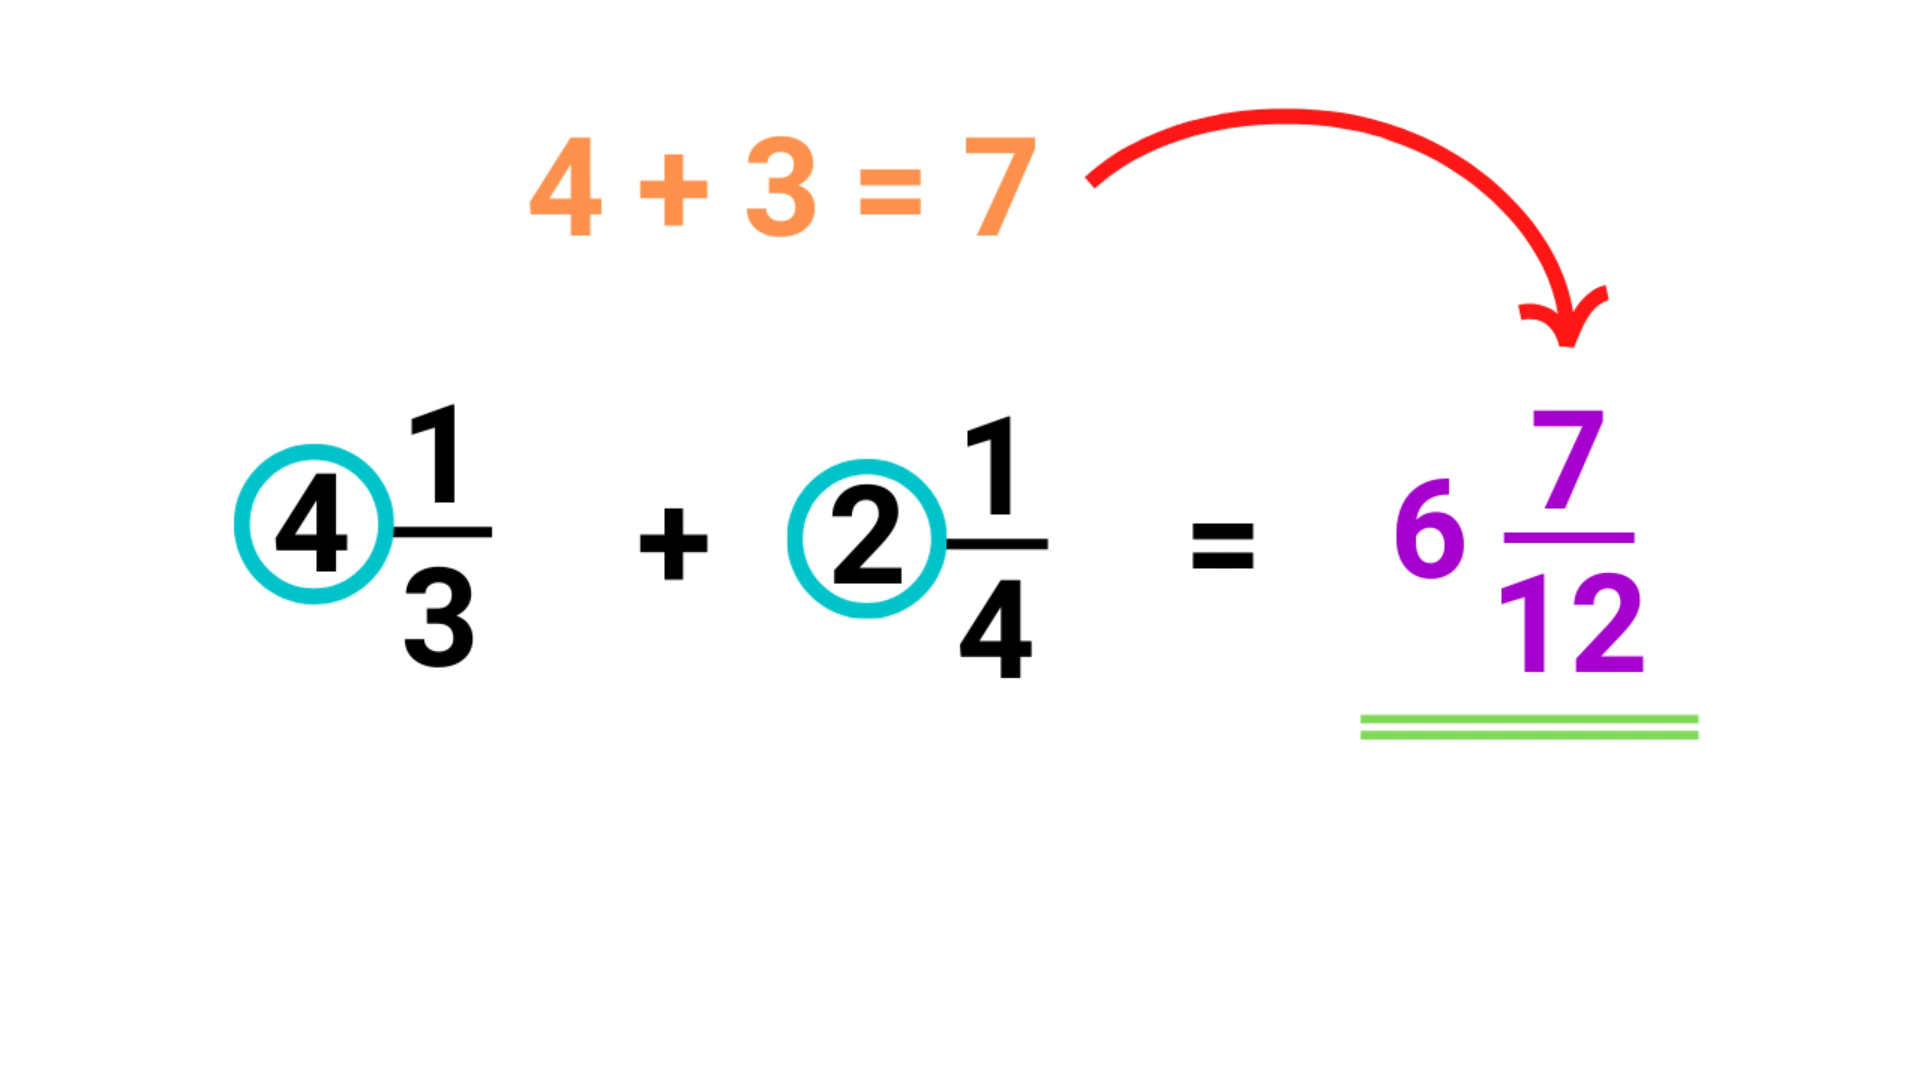 4 + 3 = 7
4 1/3 + 2 1/4 = 6 7/12